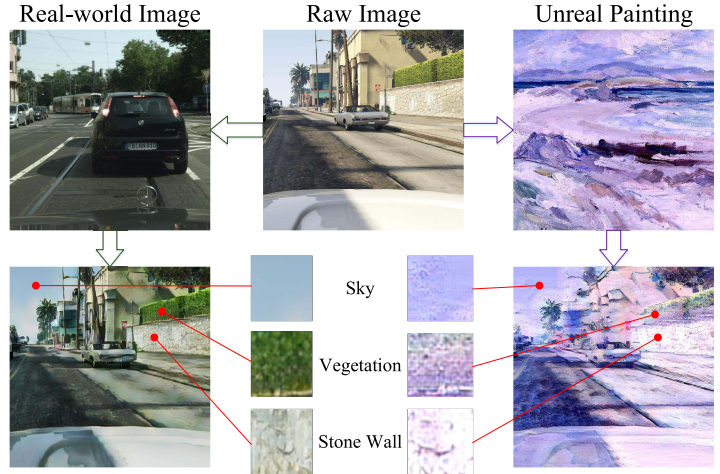 Real-world Image
Raw Image
Unreal Painting
Sky
Vegetation
Stone Wall